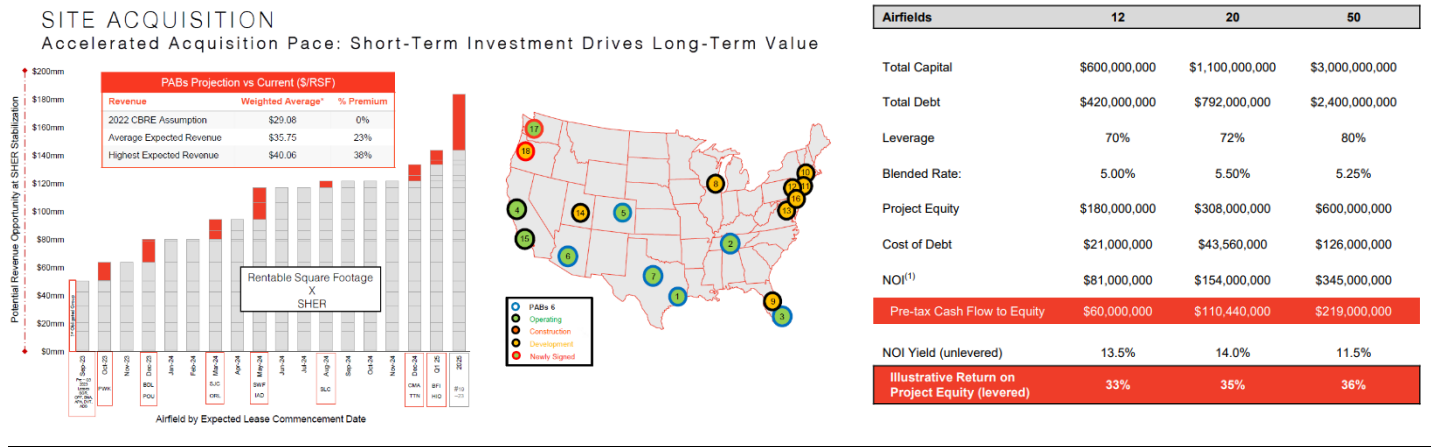 SITE ACQUISITION
Accelerated Acquisition Pace: Short-Term Investment Drives Long-Term Value
Potential Revenue Opportunity at SHER Stabilization
$200mm
$180mm
$160mm
$140mm
$120mm
$100mm
$80mm
$60mm
$40mm
$20mm
$0mm
PABs Projection vs Current ($/RSF)
Revenue Weighted Average* % Premium
2022 CBRE Assumption $29.08 0%
Average Expected Revenue $35.75 23%
Highest Expected Revenue $40.06 38%
Rentable Square Footage
X
SHER
Sep-23 Oct-23 Nov-23 Dec-23 Jan-24 Feb-24 Mar-24 Apr-24 May-24 Jun-24 Jul-24 Aug-24 Sep-24 Oct-24 Nov-24 Dec-24 Q1 25 2025
PWK BDL SJC SWF SLC CMA BFI
POU ORL IAD TTN HIO
Airfield by Expected Lease Commencement Date
17
18
4
15
14
5
6
7
1
2
8
10
12
11
16
13
9
3
PABs 6
Operating
Construction
Development
Newly Signed
Airfields 12 20 50
Total Capital $600,000,000 $1,100,000,000 $3,000,000,000
Total Debt $420,000,000 $792,000,000 $2,400,000,000
Leverage 70% 72% 80%
Blended Rate: 5.00% 5.50% 5.25%
Project Equity $180,000,000 $308,000,000 $600,000,000
Cost of Debt $21,000,000 $43,560,000 $126,000,000
NOI(1) $81,000,000 $154,000,000 $345,000,000
Pre-tax Cash Flow to Equity $60,000,000 $110,440,000 $219,000,000
NOI Yield (unlevered) 13.5% 14.0% 11.5%
Illustrative Return on
Project Equity (levered) 33% 35% 36%